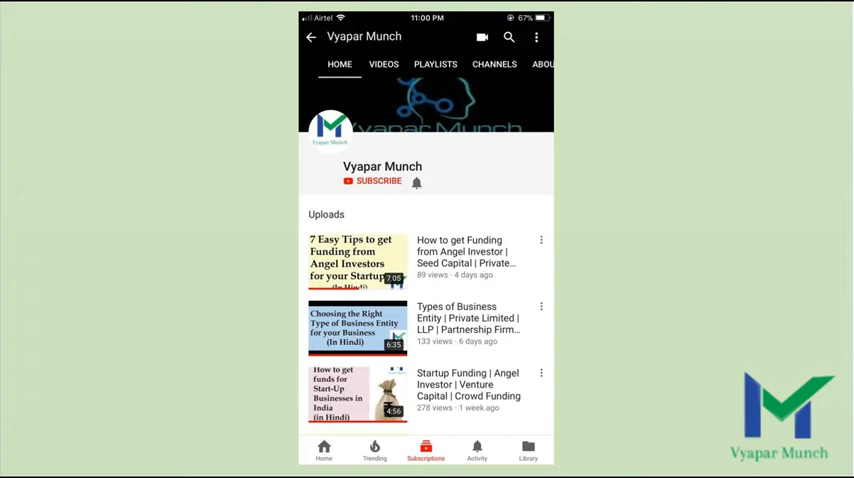 Airtel 11:00 PM 67%
Vyapar Munch
HOME VIDEOS PLAYLISTS CHANNELS ABOU
Vyapar Munch
Vyapar Munch
Vyapar Munch
SUBSCRIBE
Uploads
7 Easy Tips to get
Funding from
Angel Investors
for your Startup
(In Hindi)
7:05
How to get Funding
from Angel Investor |
Seed Capital | Private...
89 views · 4 days ago
Choosing the Right
Type of Business Entity
for your Business
(In Hindi)
6:35
Types of Business
Entity | Private Limited |
LLP | Partnership Firm...
133 views · 6 days ago
How to get
funds for
Start-Up
Businesses in
India
(in Hindi)
4:56
Startup Funding | Angel
Investor | Venture
Capital | Crowd Funding
278 views · 1 week ago
Home Trending Subscriptions Activity Library
Vyapar Munch